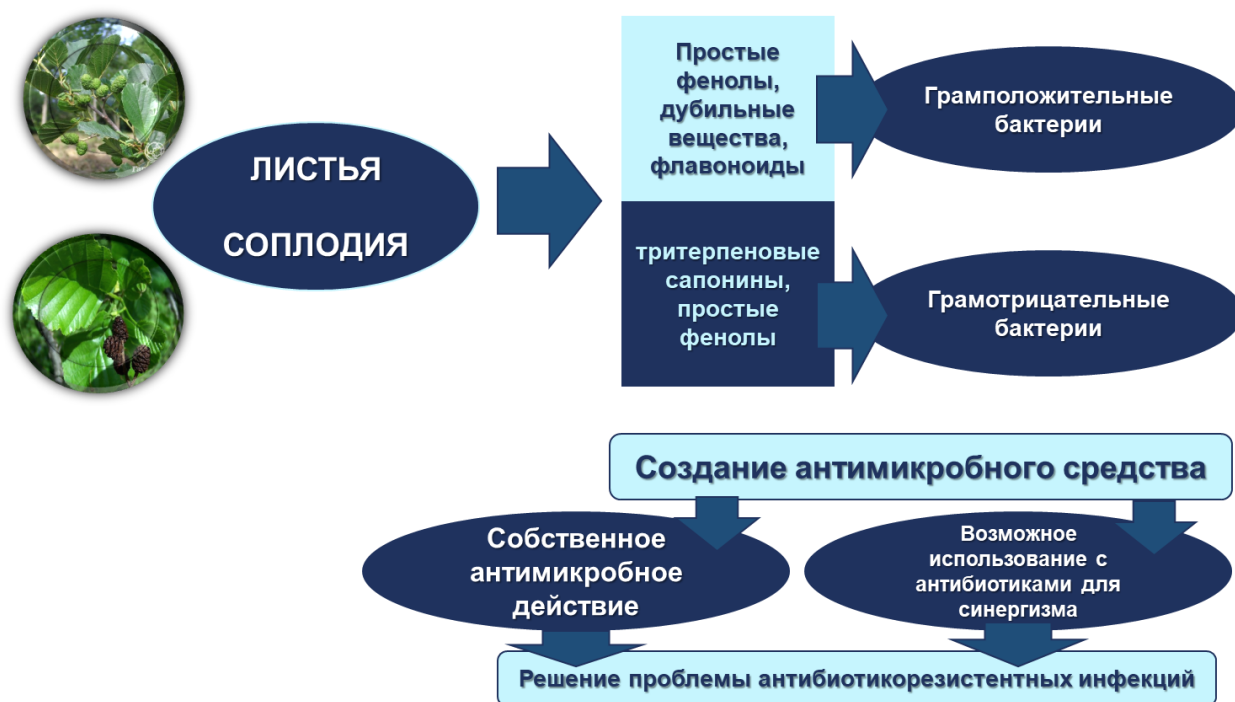 ЛИСТЬЯ
СОПЛОДИЯ
Простые
фенолы,
дубильные
вещества,
флавоноиды
Грамположительные
бактерии
тритерпеновые
сапонины,
простые
фенолы
Грамотрицательные
бактерии
Создание антимикробного средства
Собственное
антимикробное
действие
Возможное
использование с
антибиотиками для
синергизма
Решение проблемы антибиотикорезистентных инфекций